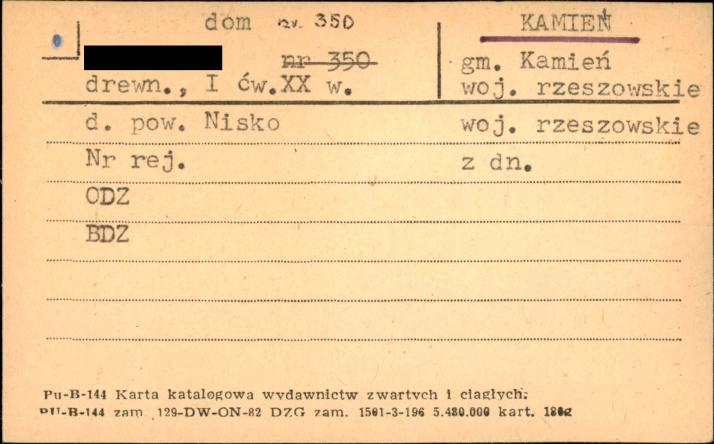 dom nr 350 KAMIEŃ
nr 350 gm. Kamień
drewn., I ćw.XX w. woj. rzeszowskie
d. pow. Nisko woj. rzeszowskie
Nr rej. z dn.
ODZ
BDZ
Pu-B-144 Karta katalogowa wydawnictw zwartych i ciągłych.
PU-B-144 zam. 129-DW-ON-82 DZG zam. 1501-3-196 5.480.000 kart. 180g